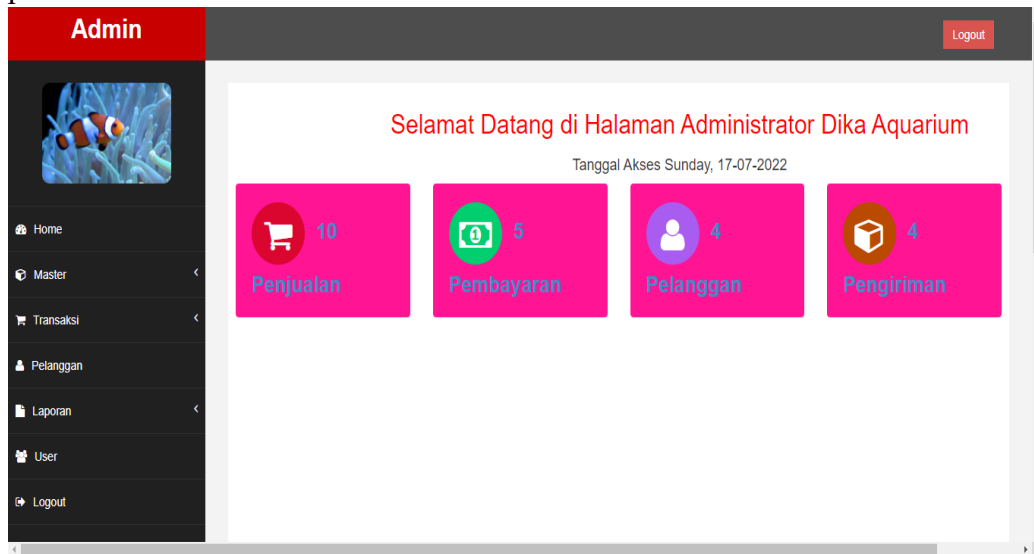 Admin
Logout
Selamat Datang di Halaman Administrator Dika Aquarium
Tanggal Akses Sunday, 17-07-2022
Home
Master
Transaksi
Pelanggan
Laporan
User
Logout
10
Penjualan
5
Pembayaran
4
Pelanggan
4
Pengiriman